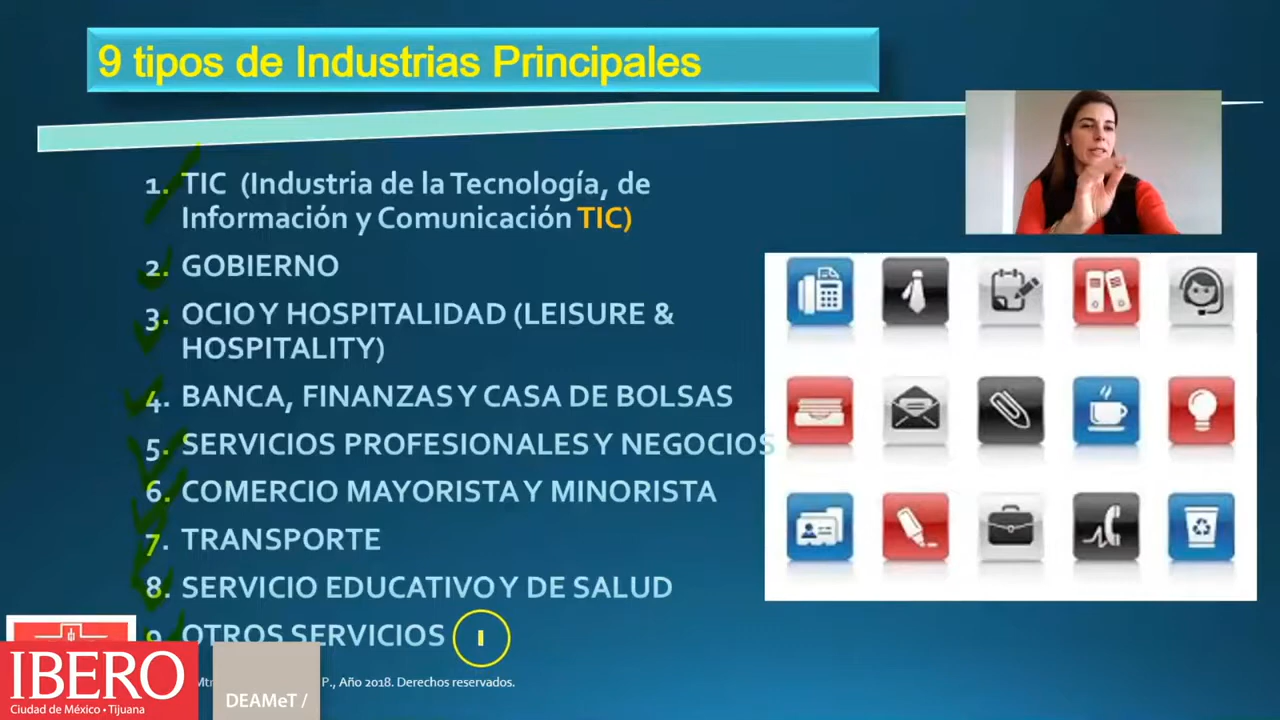 9 tipos de Industrias Principales
1. TIC (Industria de la Tecnología, de
Información y Comunicación TIC)
2. GOBIERNO
3. OCIO Y HOSPITALIDAD (LEISURE &
HOSPITALITY)
4. BANCA, FINANZAS Y CASA DE BOLSAS
5. SERVICIOS PROFESIONALES Y NEGOCIOS
6. COMERCIO MAYORISTA Y MINORISTA
7. TRANSPORTE
8. SERVICIO EDUCATIVO Y DE SALUD
9. OTROS SERVICIOS
P., Año 2018. Derechos reservados.
IBERO
Ciudad de México • Tijuana
DEAMeT /